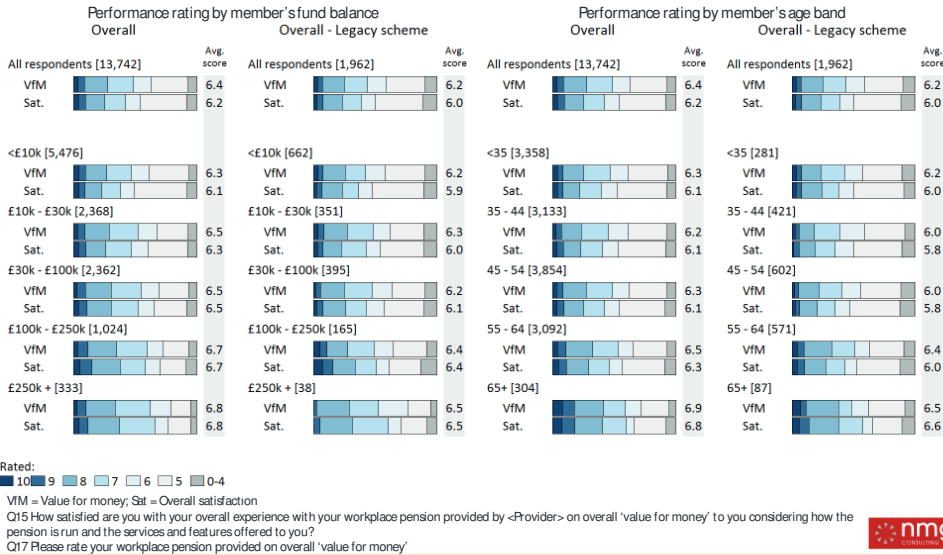 Performance rating by member's fund balance
Overall
Overall - Legacy scheme
Avg. score
Avg. score
All respondents [13,742]
VfM 6.4
Sat. 6.2
All respondents [1,962]
VfM 6.2
Sat. 6.0
<£10k [5,476]
VfM 6.3
Sat. 6.1
<£10k [662]
VfM 6.2
Sat. 5.9
£10k - £30k [2,368]
VfM 6.5
Sat. 6.3
£10k - £30k [351]
VfM 6.3
Sat. 6.0
£30k - £100k [2,362]
VfM 6.5
Sat. 6.5
£30k - £100k [395]
VfM 6.2
Sat. 6.1
£100k - £250k [1,024]
VfM 6.7
Sat. 6.7
£100k - £250k [165]
VfM 6.4
Sat. 6.4
£250k + [333]
VfM 6.8
Sat. 6.8
£250k + [38]
VfM 6.5
Sat. 6.5
Performance rating by member's age band
Overall
Overall - Legacy scheme
Avg. score
Avg. score
All respondents [13,742]
VfM 6.4
Sat. 6.2
All respondents [1,962]
VfM 6.2
Sat. 6.0
<35 [3,358]
VfM 6.3
Sat. 6.1
<35 [281]
VfM 6.2
Sat. 6.0
35 - 44 [3,133]
VfM 6.2
Sat. 6.1
35 - 44 [421]
VfM 6.0
Sat. 5.8
45 - 54 [3,854]
VfM 6.3
Sat. 6.1
45 - 54 [602]
VfM 6.0
Sat. 5.8
55 - 64 [3,092]
VfM 6.5
Sat. 6.3
55 - 64 [571]
VfM 6.4
Sat. 6.0
65+ [304]
VfM 6.9
Sat. 6.8
65+ [87]
VfM 6.5
Sat. 6.6
Rated:
10 9 8 7 6 5 0-4
VfM = Value for money; Sat = Overall satisfaction
Q15 How satisfied are you with your overall experience with your workplace pension provided by <Provider> on overall 'value for money' to you considering how the
pension is run and the services and features offered to you?
Q17 Please rate your workplace pension provided on overall 'value for money'
CONSULTING